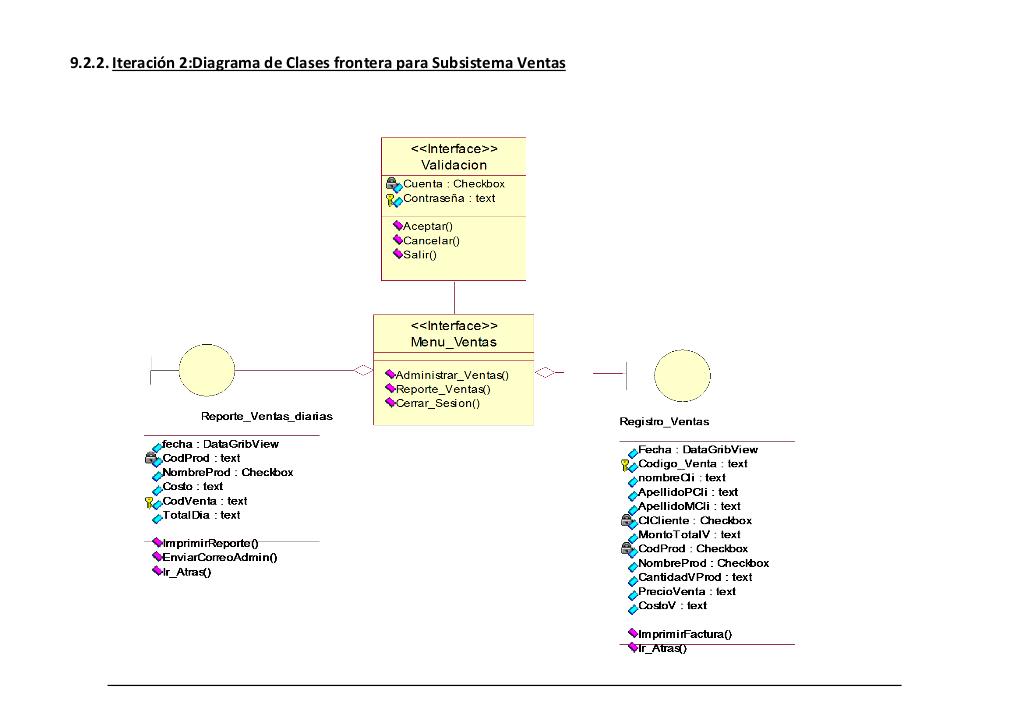 9.2.2. Iteración 2:Diagrama de Clases frontera para Subsistema Ventas
<<Interface>>
Validacion
Cuenta : Checkbox
Contraseña : text
Aceptar()
Cancelar()
Salir()
<<Interface>>
Menu_Ventas
Administrar_Ventas()
Reporte_Ventas()
Cerrar_Sesion()
Reporte_Ventas_diarias
fecha : DataGribView
CodProd : text
NombreProd : Checkbox
Costo : text
CodVenta : text
TotalDia : text
ImprimirReporte()
EnviarCorreoAdmin()
Ir_Atras()
Registro_Ventas
Fecha : DataGribView
Codigo_Venta : text
nombreCli : text
ApellidoPCli : text
ApellidoMCli : text
CICliente : Checkbox
MontoTotalV : text
CodProd : Checkbox
NombreProd : Checkbox
CantidadVProd : text
PrecioVenta : text
CostoV : text
ImprimirFactura()
Ir_Atras()